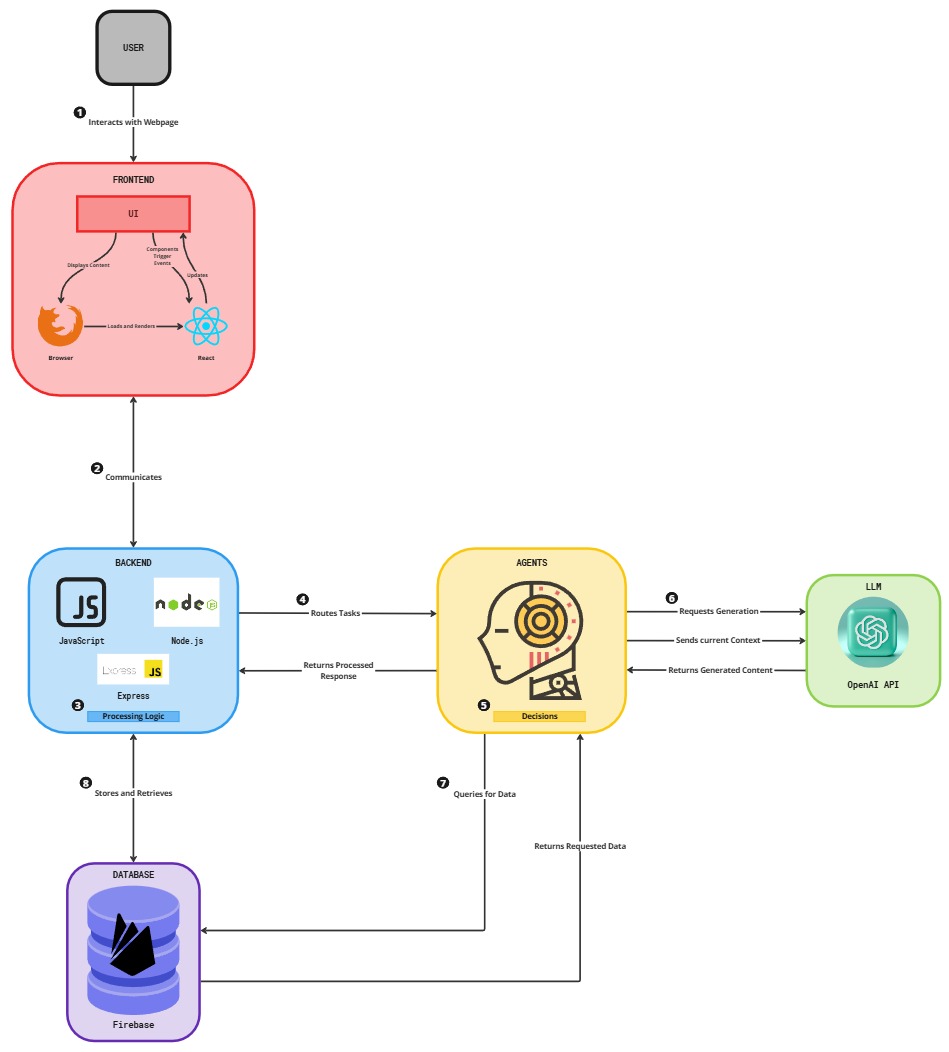 USER
1
Interacts with Webpage
FRONTEND
UI
Displays Content
Components
Trigger
Events
Updates
Loads and Renders
Browser
React
2
Communicates
BACKEND
JS
JavaScript
node
JS
Node.js
Express
JS
Express
3
Processing Logic
4
Routes Tasks
Returns Processed
Response
AGENTS
5
Decisions
6
Requests Generation
Sends current Context
Returns Generated Content
LLM
OpenAI API
8
Stores and Retrieves
7
Queries for Data
Returns Requested Data
DATABASE
Firebase